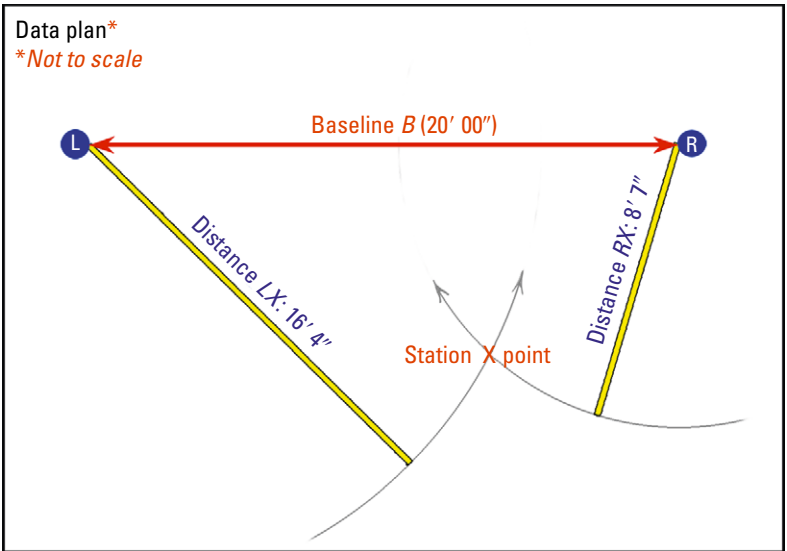 Data plan*
*Not to scale
Baseline B (20′ 00″)
L
R
Distance LX: 16′ 4″
Distance RX: 8′ 7″
Station X point